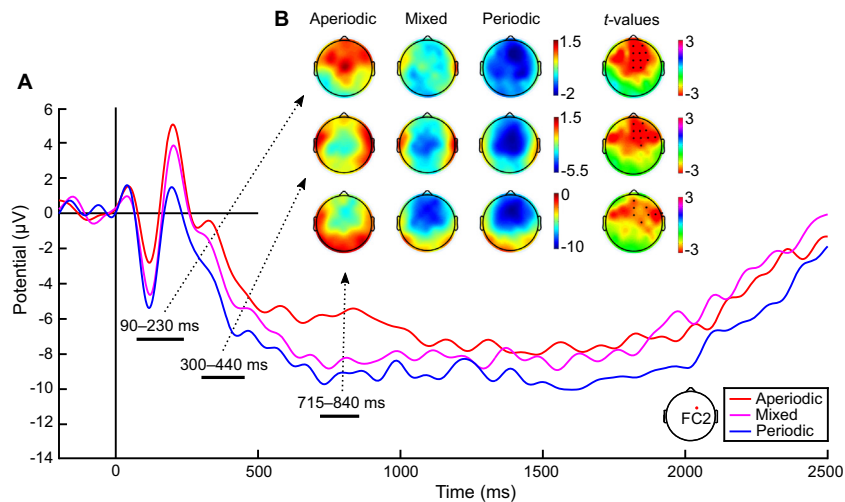 B
Aperiodic Mixed Periodic t-values
1.5
-2
3
-3
1.5
-5.5
3
-3
0
-10
3
-3
A
6
4
2
0
-2
-4
-6
-8
-10
-12
-14
Potential (μV)
90–230 ms
300–440 ms
715–840 ms
FC2
Aperiodic
Mixed
Periodic
0 500 1000 1500 2000 2500
Time (ms)